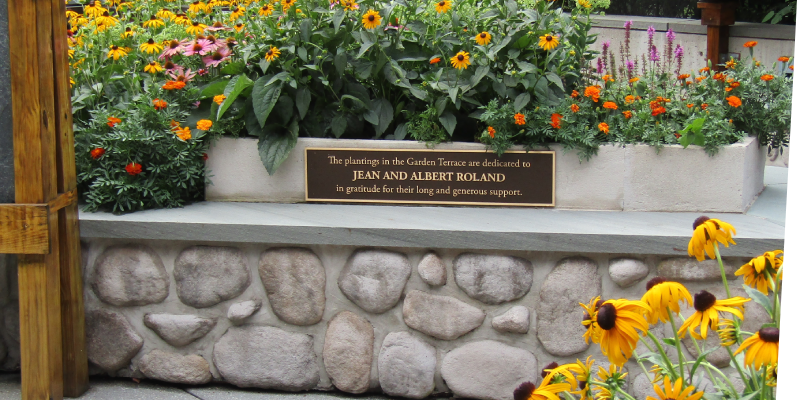 The plantings in the Garden Terrace are dedicated to
JEAN AND ALBERT ROLAND
in gratitude for their long and generous support.